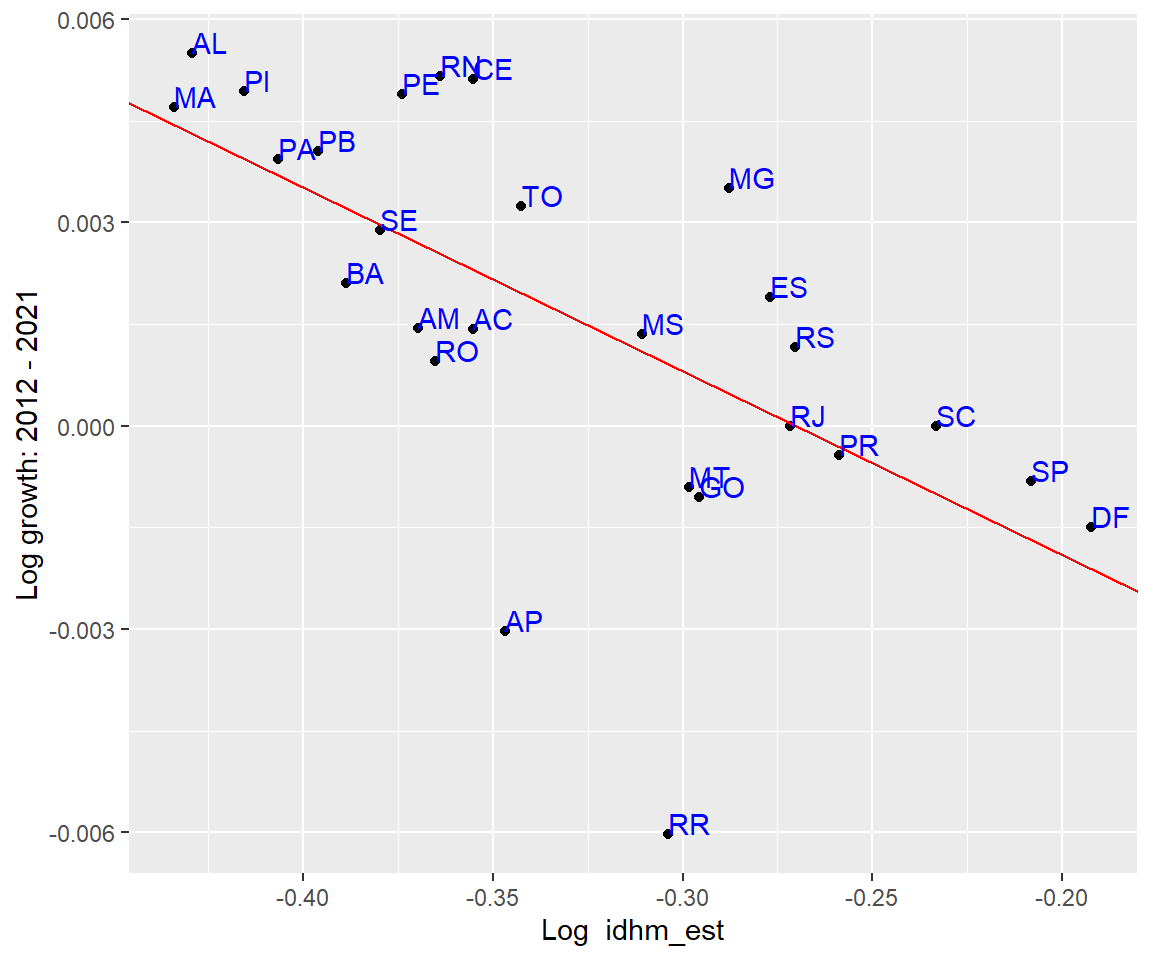 0.006
0.003
0.000
-0.003
-0.006
Log growth: 2012 - 2021
AL
MA
PI
PE
RN
CE
PA
PB
TO
MG
SE
BA
ES
AM
AC
RO
MS
RS
RJ
SC
PR
MT
GO
SP
DF
AP
RR
-0.40
-0.35
-0.30
-0.25
-0.20
Log  idhm_est